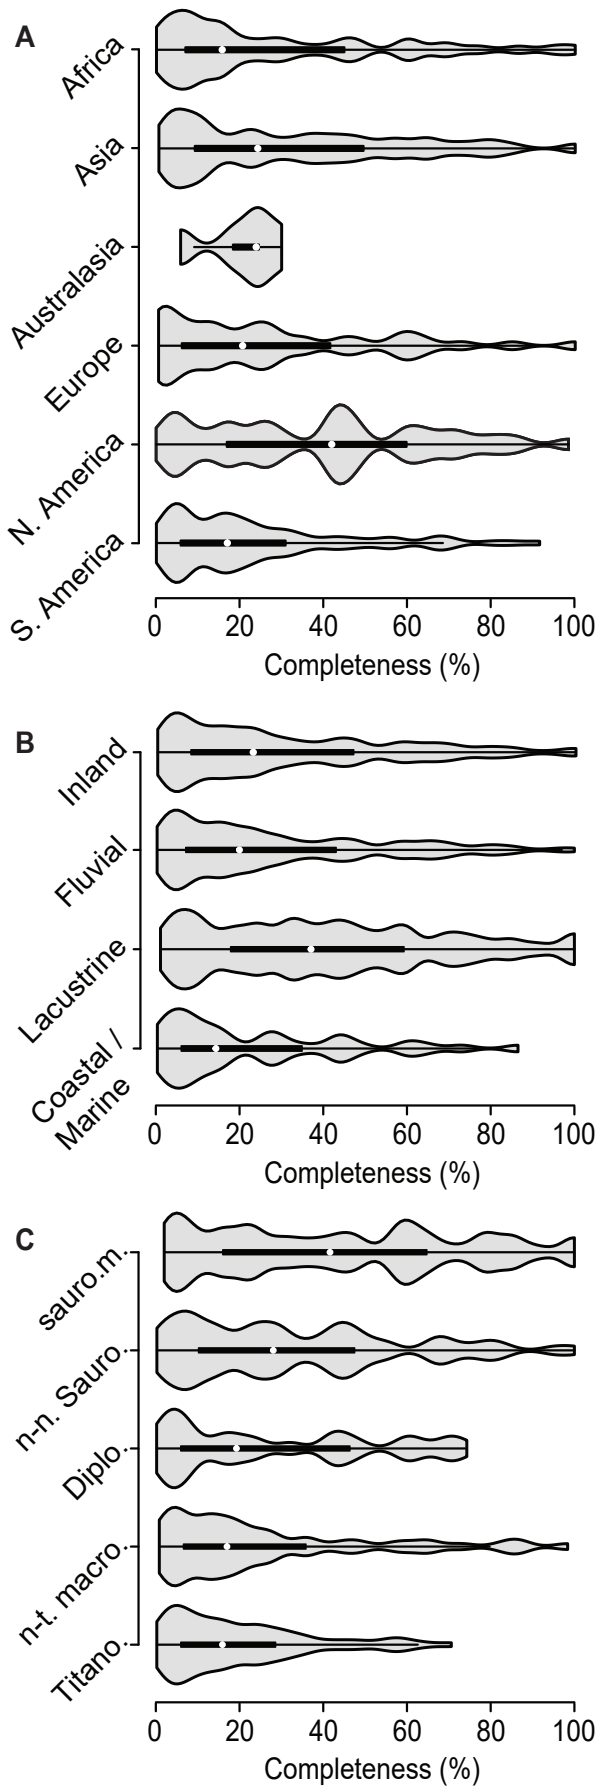 A
Africa
Asia
Australasia
Europe
N. America
S. America
0 20 40 60 80 100
Completeness (%)
B
Inland
Fluvial
Lacustrine
Coastal /
Marine
0 20 40 60 80 100
Completeness (%)
C
sauro.m.
n-n. Sauro.
Diplo.
n-t. macro.
Titano.
0 20 40 60 80 100
Completeness (%)